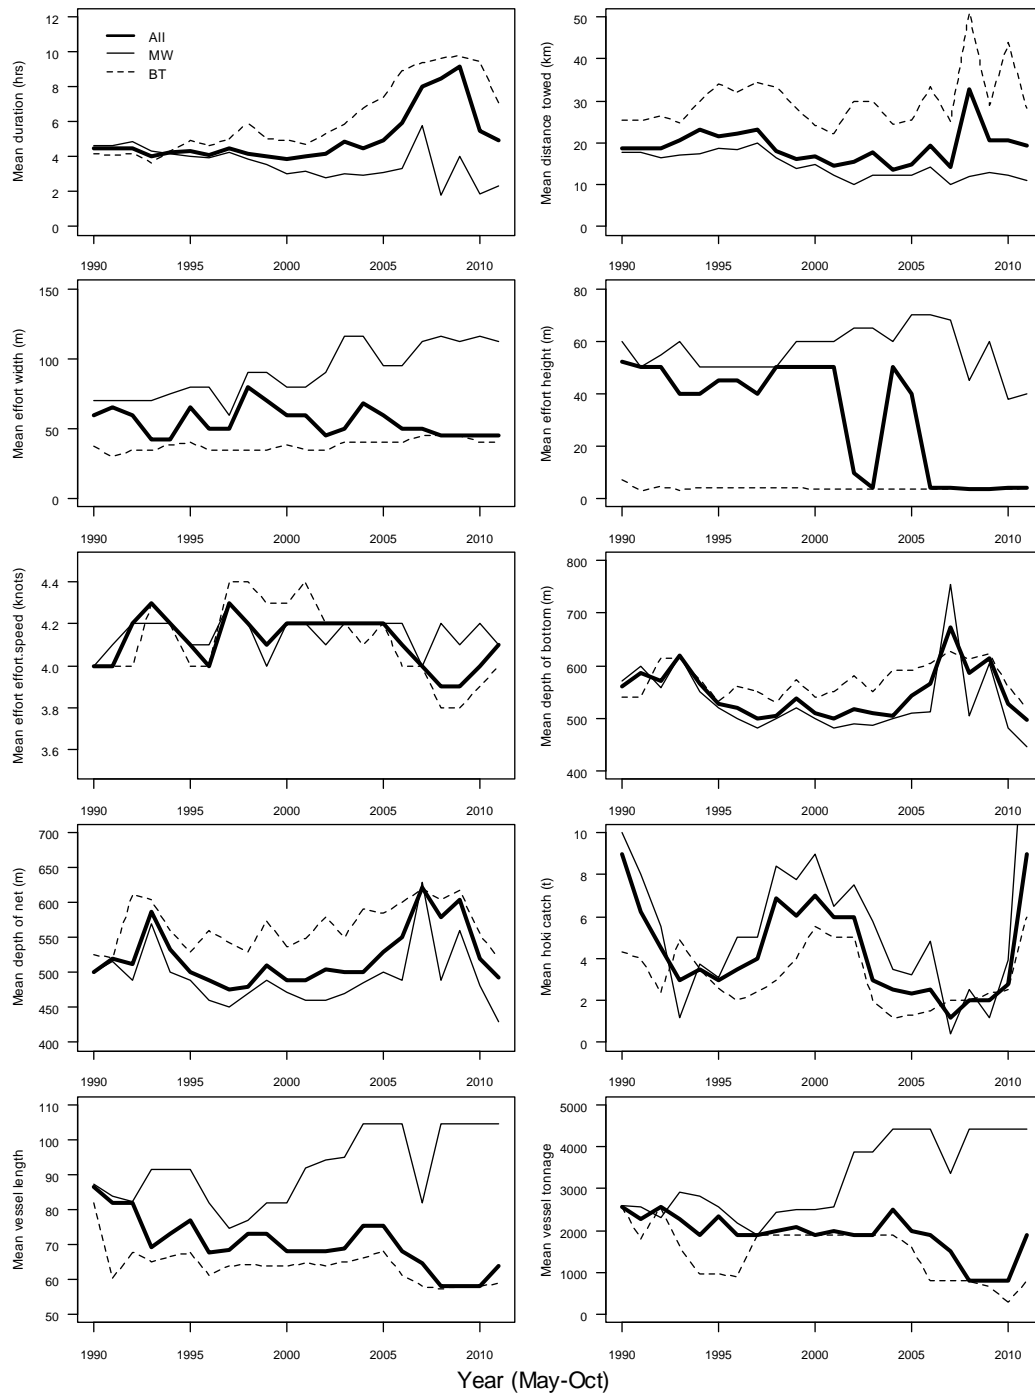 Mean duration (hrs)
12
10
8
6
4
2
0
All
MW
BT
1990 1995 2000 2005 2010
Mean distance towed (km)
50
40
30
20
10
0
1990 1995 2000 2005 2010
Mean effort width (m)
150
100
50
0
1990 1995 2000 2005 2010
Mean effort height (m)
80
60
40
20
0
1990 1995 2000 2005 2010
Mean effort effort.speed (knots)
4.4
4.2
4.0
3.8
3.6
1990 1995 2000 2005 2010
Mean depth of bottom (m)
800
700
600
500
400
1990 1995 2000 2005 2010
Mean depth of net (m)
700
650
600
550
500
450
400
1990 1995 2000 2005 2010
Mean hoki catch (t)
10
8
6
4
2
0
1990 1995 2000 2005 2010
Mean vessel length
110
100
90
80
70
60
50
1990 1995 2000 2005 2010
Mean vessel tonnage
5000
4000
3000
2000
1000
0
1990 1995 2000 2005 2010
Year (May-Oct)